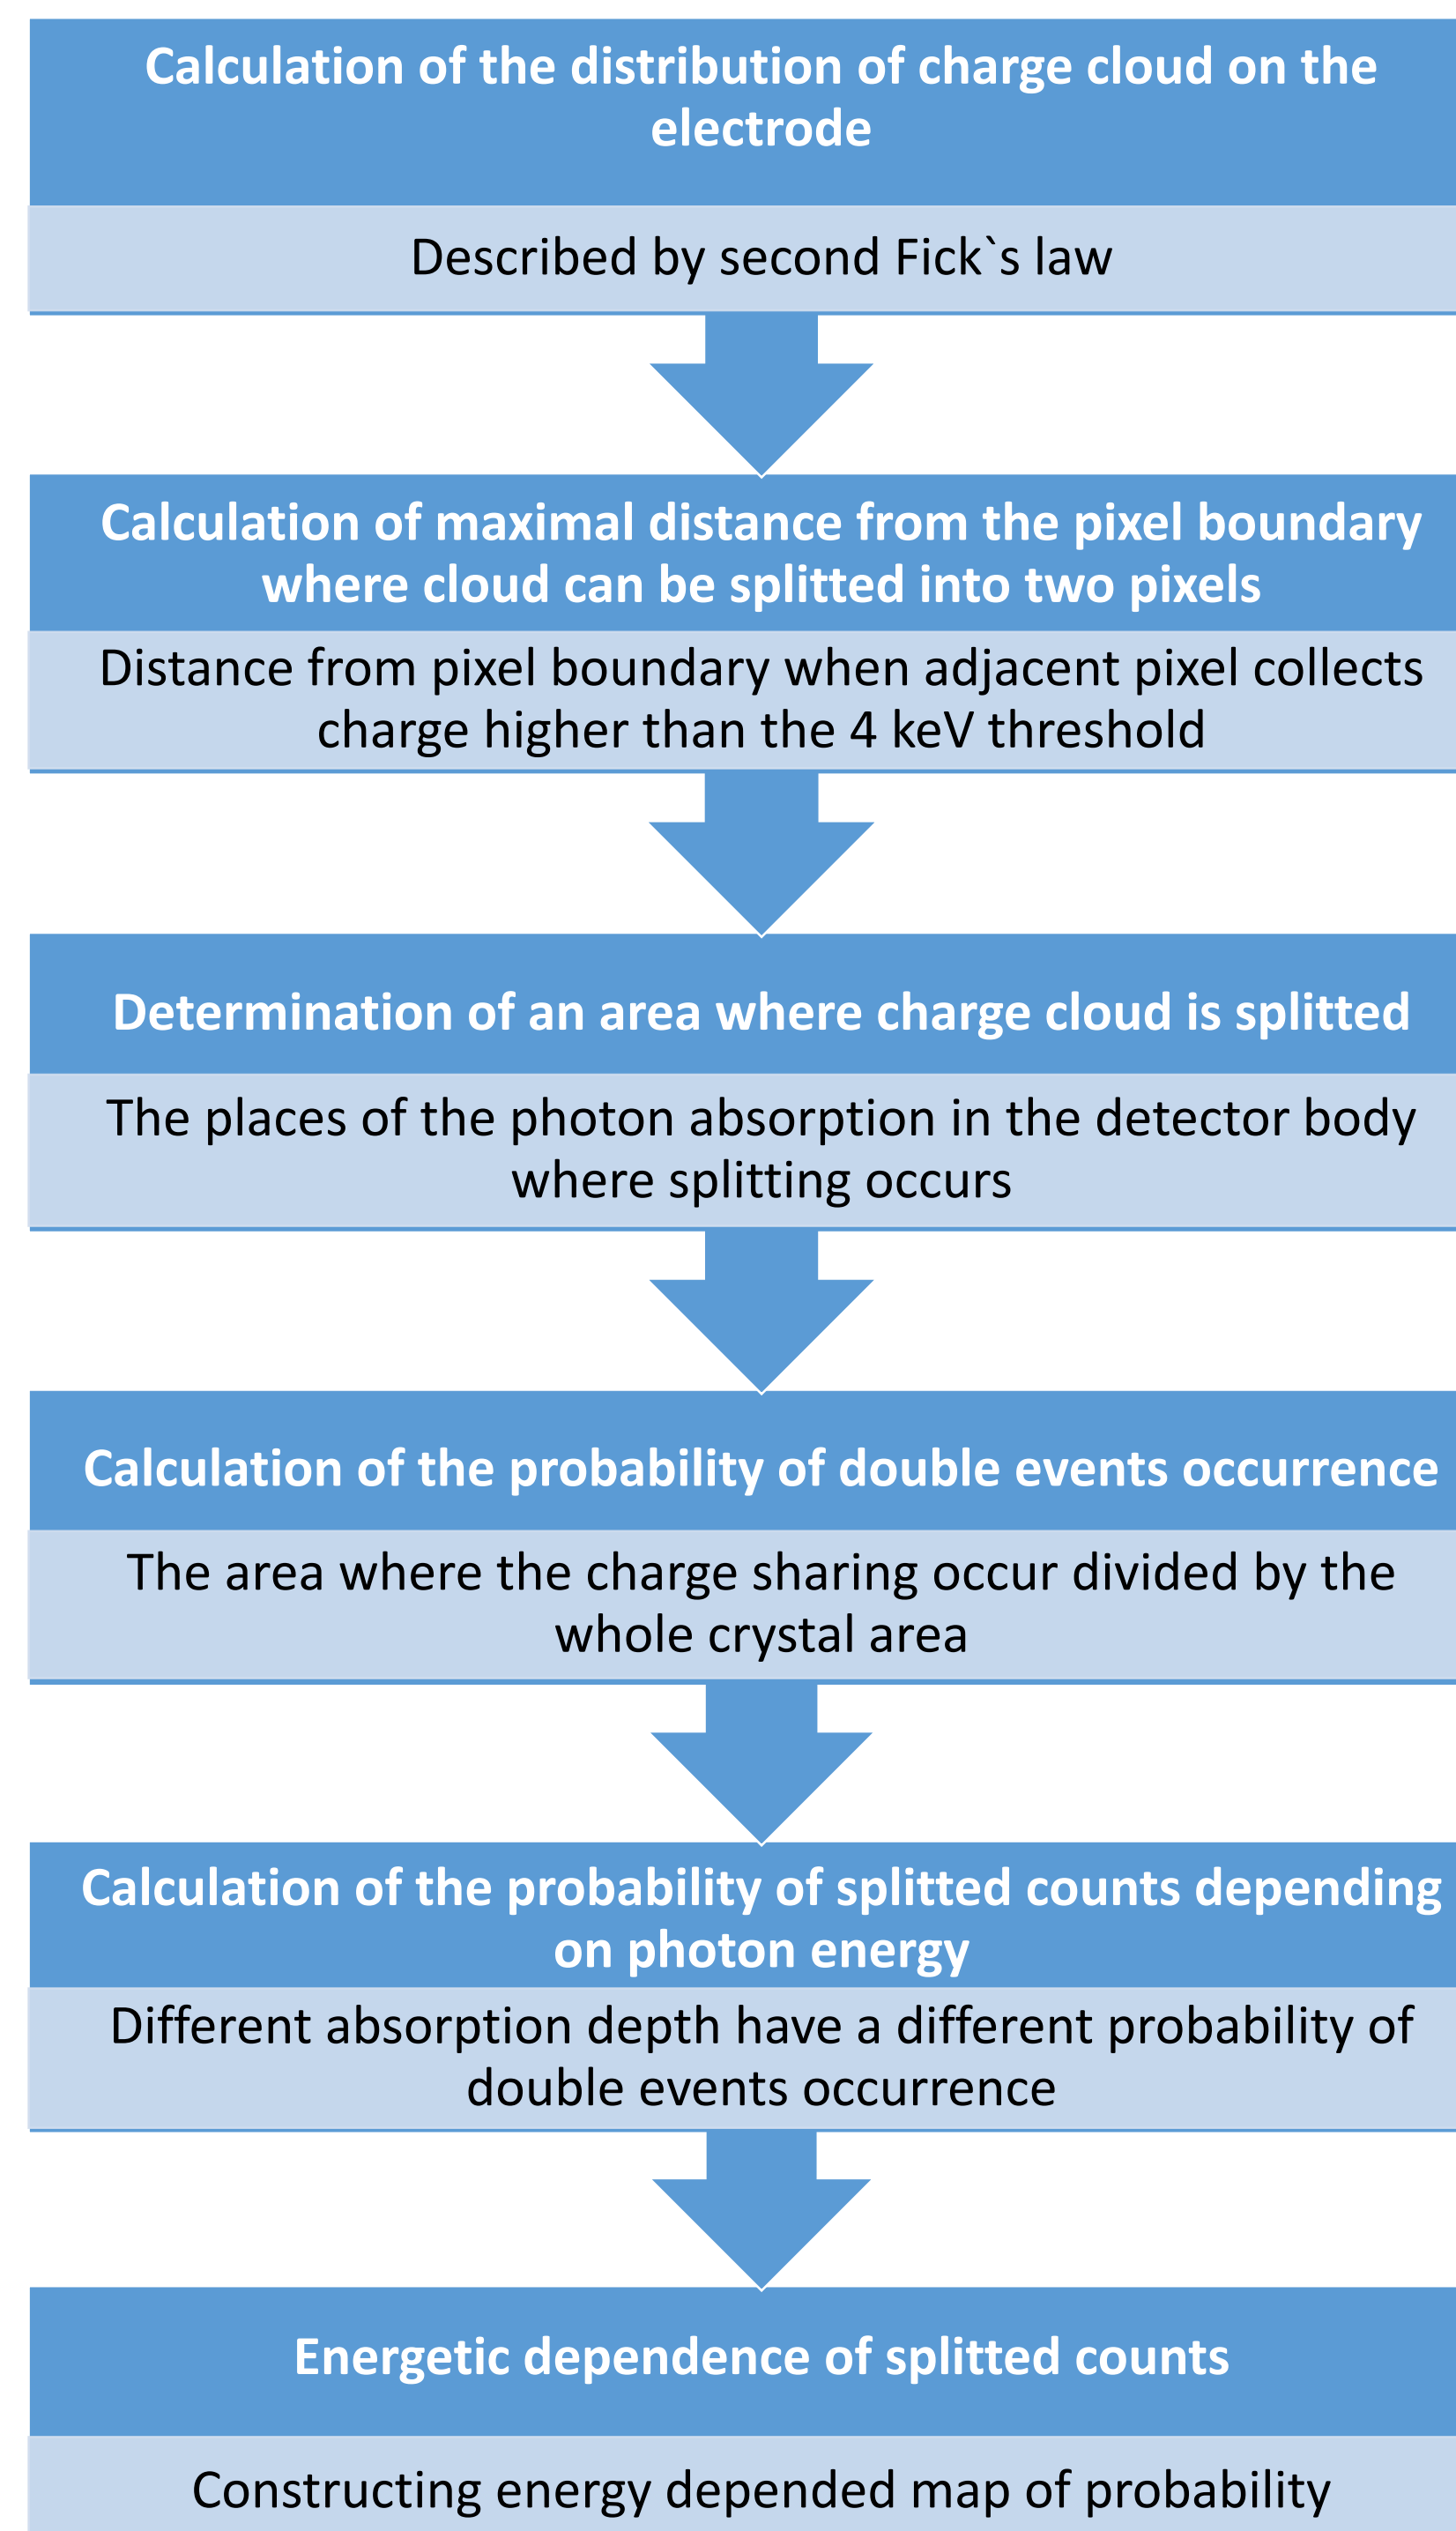 Calculation of the distribution of charge cloud on the
electrode
Described by second Fick`s law
Calculation of maximal distance from the pixel boundary
where cloud can be splitted into two pixels
Distance from pixel boundary when adjacent pixel collects
charge higher than the 4 keV threshold
Determination of an area where charge cloud is splitted
The places of the photon absorption in the detector body
where splitting occurs
Calculation of the probability of double events occurrence
The area where the charge sharing occur divided by the
whole crystal area
Calculation of the probability of splitted counts depending
on photon energy
Different absorption depth have a different probability of
double events occurrence
Energetic dependence of splitted counts
Constructing energy depended map of probability